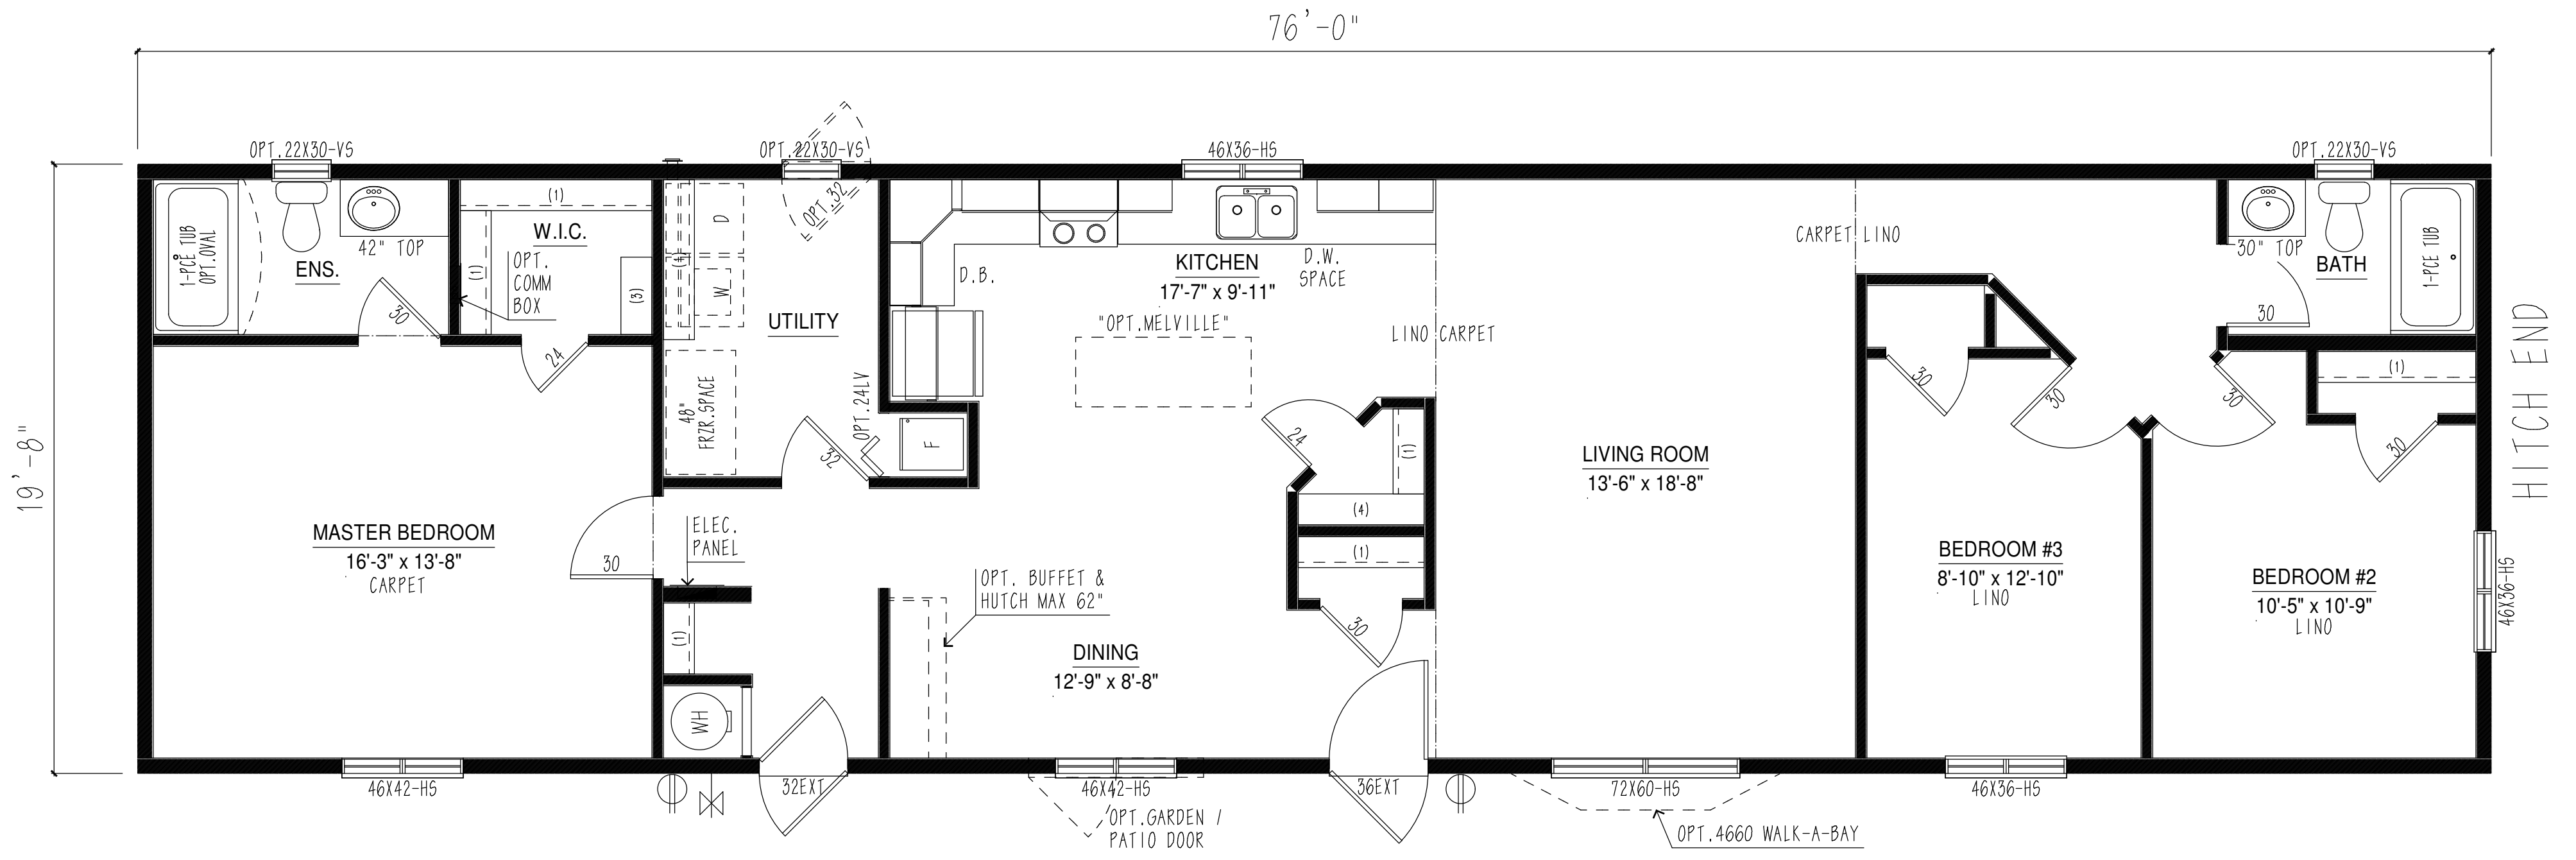 76'-0"
OPT.22X30-VS
OPT.22X30-VS
46X36-HS
OPT.22X30-VS
1-PCE TUB
OPT.OVAL
42" TOP
ENS.
30
(1)
W.I.C.
(1)
OPT.
COMM
BOX
(3)
24
D
W
(1)
OPT.32
UTILITY
48"
FRZR.SPACE
OPT.24LV
32
F
D.B.
KITCHEN
17'-7" x 9'-11"
"OPT.MELVILLE"
D.W.
SPACE
LINO CARPET
CARPET LINO
30" TOP
BATH
30
1-PCE TUB
HITCH END
19'-8"
MASTER BEDROOM
16'-3" x 13'-8"
CARPET
30
ELEC.
PANEL
(1)
WH
OPT. BUFFET &
HUTCH MAX 62"
DINING
12'-9" x 8'-8"
24
(1)
(4)
(1)
30
LIVING ROOM
13'-6" x 18'-8"
30
30
30
(1)
30
BEDROOM #3
8'-10" x 12'-10"
LINO
BEDROOM #2
10'-5" x 10'-9"
LINO
46X36-HS
46X42-HS
32EXT
46X42-HS
OPT.GARDEN /
PATIO DOOR
36EXT
72X60-HS
OPT.4660 WALK-A-BAY
46X36-HS